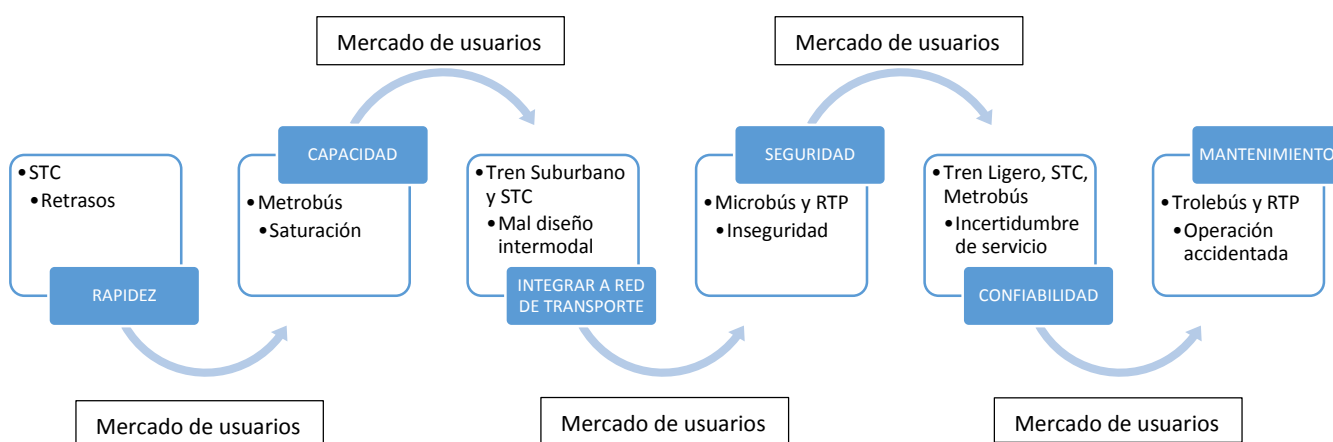 Mercado de usuarios
Mercado de usuarios
•STC
•Retrasos
RAPIDEZ
CAPACIDAD
•Metrobús
•Saturación
•Tren Suburbano
y STC
•Mal diseño
intermodal
INTEGRAR A RED
DE TRANSPORTE
SEGURIDAD
•Microbús y RTP
•Inseguridad
•Tren Ligero, STC,
Metrobús
•Incertidumbre
de servicio
CONFIABILIDAD
MANTENIMIENTO
•Trolebús y RTP
•Operación
accidentada
Mercado de usuarios
Mercado de usuarios
Mercado de usuarios